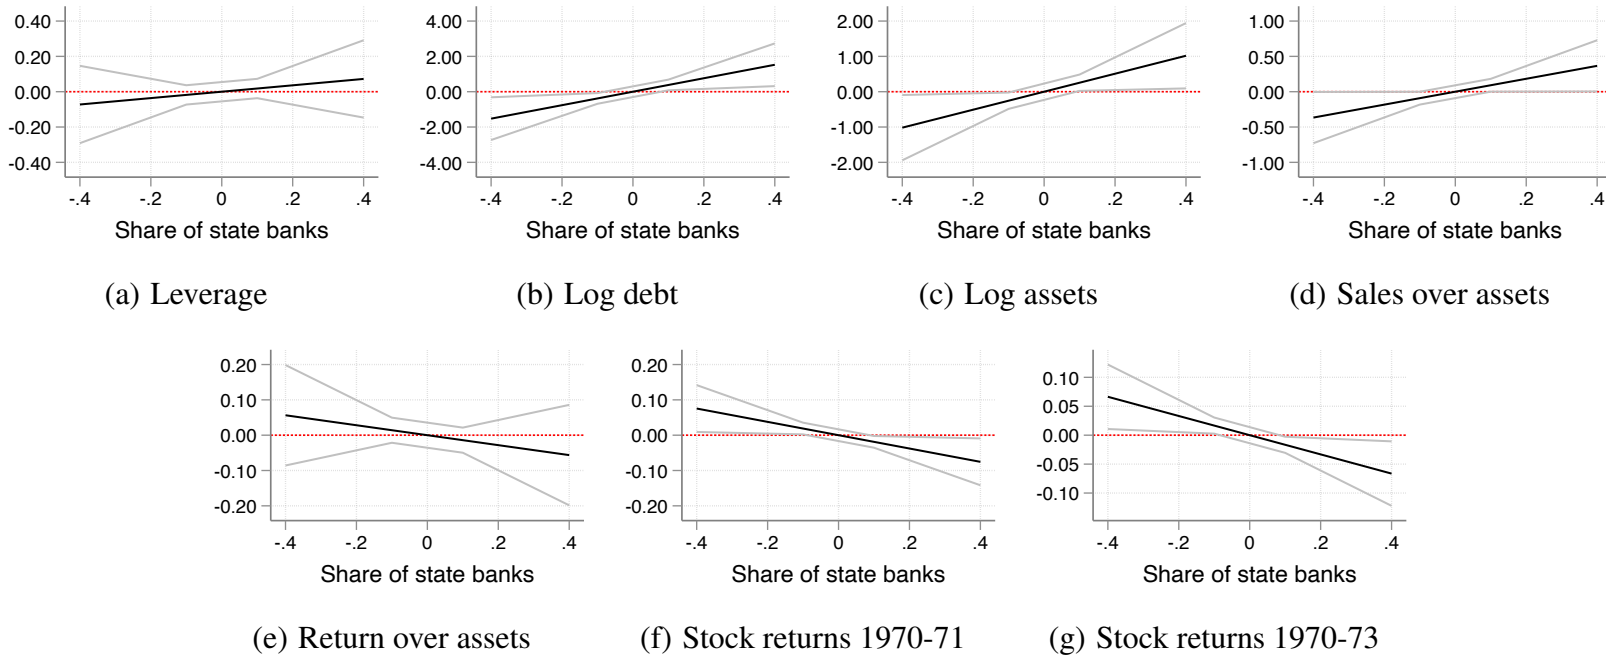 0.40
0.20
0.00
-0.20
-0.40
-.4 -.2 0 .2 .4
Share of state banks
(a) Leverage
4.00
2.00
0.00
-2.00
-4.00
-.4 -.2 0 .2 .4
Share of state banks
(b) Log debt
2.00
1.00
0.00
-1.00
-2.00
-.4 -.2 0 .2 .4
Share of state banks
(c) Log assets
1.00
0.50
0.00
-0.50
-1.00
-.4 -.2 0 .2 .4
Share of state banks
(d) Sales over assets
0.20
0.10
0.00
-0.10
-0.20
-.4 -.2 0 .2 .4
Share of state banks
(e) Return over assets
0.20
0.10
0.00
-0.10
-0.20
-.4 -.2 0 .2 .4
Share of state banks
(f) Stock returns 1970-71
0.10
0.05
0.00
-0.05
-0.10
-.4 -.2 0 .2 .4
Share of state banks
(g) Stock returns 1970-73